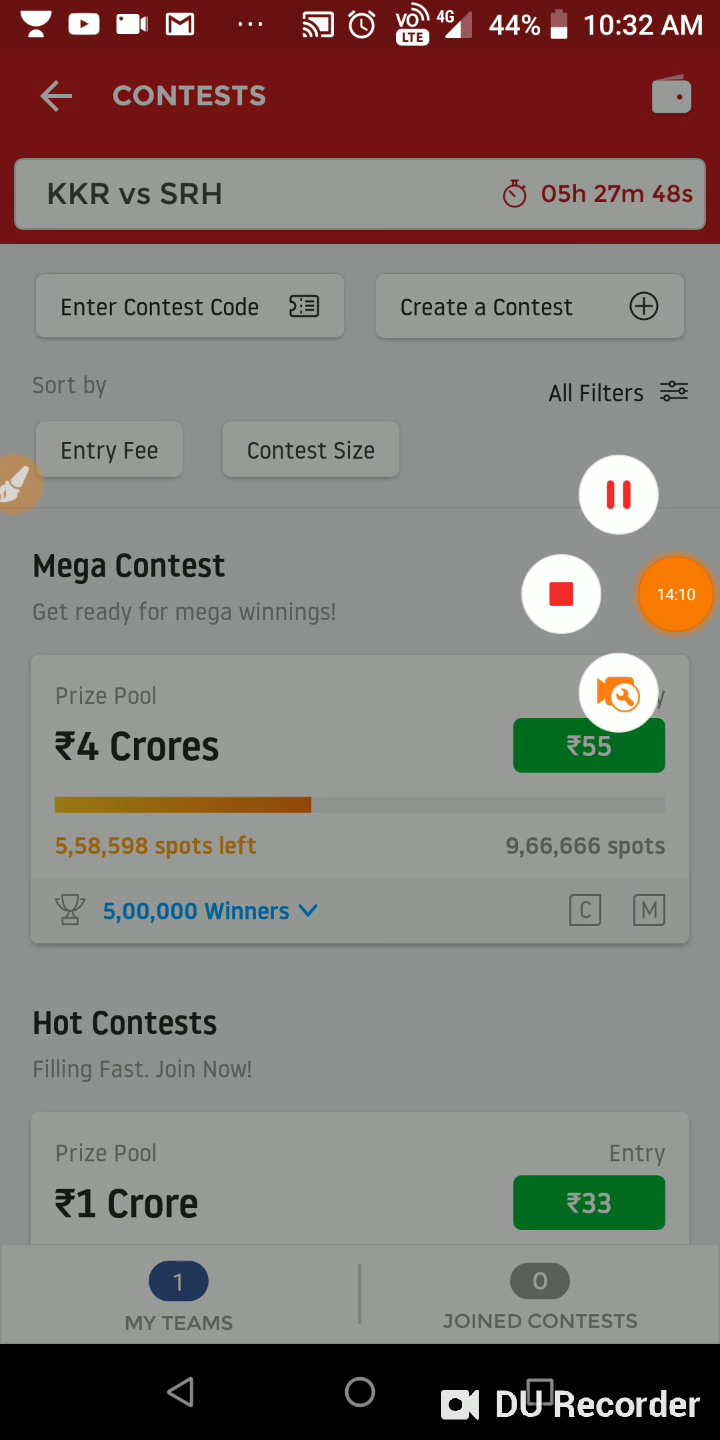 VO LTE 4G 44% 10:32 AM
CONTESTS
KKR vs SRH 05h 27m 48s
Enter Contest Code Create a Contest
Sort by All Filters
Entry Fee Contest Size
Mega Contest
Get ready for mega winnings!
14:10
Prize Pool
₹4 Crores ₹55
5,58,598 spots left 9,66,666 spots
5,00,000 Winners C M
Hot Contests
Filling Fast. Join Now!
Prize Pool Entry
₹1 Crore ₹33
1 0
MY TEAMS JOINED CONTESTS
DU Recorder